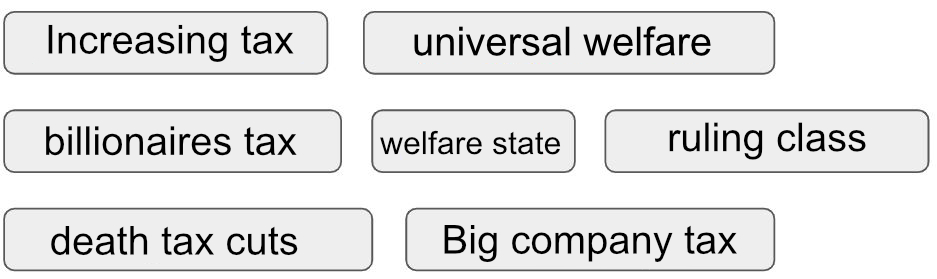 Increasing tax universal welfare
billionaires tax welfare state ruling class
death tax cuts Big company tax